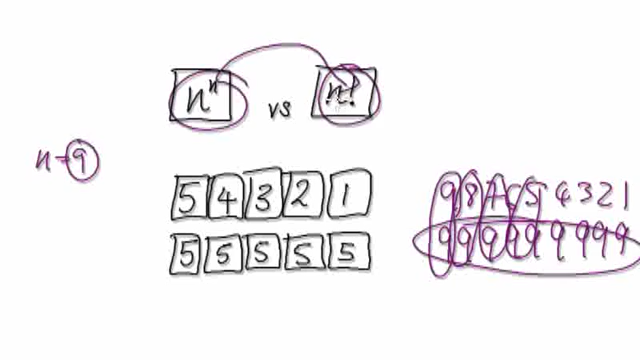 nⁿ vs n!
n=9
5 4 3 2 1
5 5 5 5 5
9 8 7 6 5 4 3 2 1
9 9 9 9 9 9 9 9 9